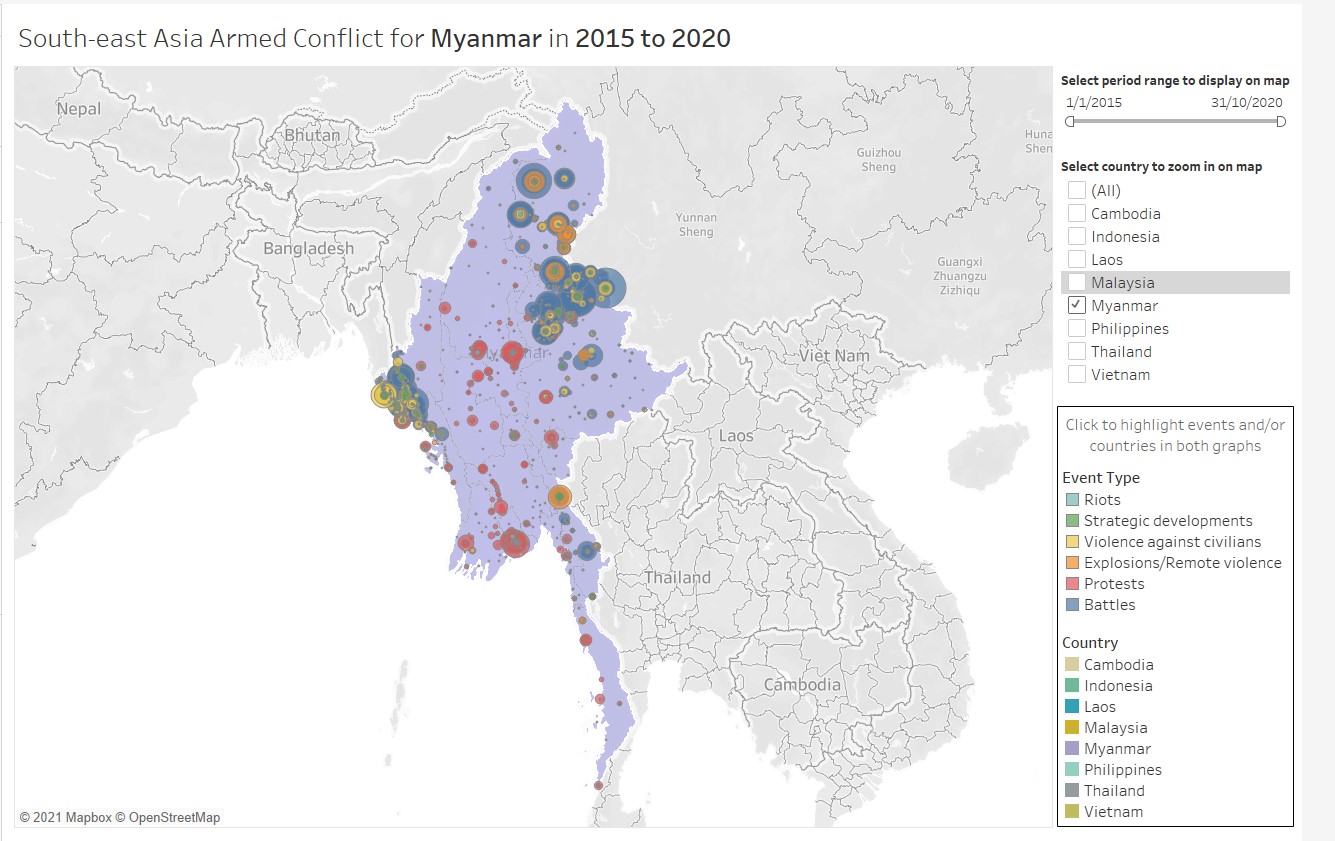 South-east Asia Armed Conflict for Myanmar in 2015 to 2020
Nepal
Bhutan
Bangladesh
Guizhou
Sheng
Huna
Shen
Yunnan
Sheng
Guangxi
Zhuangzu
Zizhiqu
Myanmar
Viet Nam
Laos
Thailand
Cambodia
© 2021 Mapbox © OpenStreetMap
Select period range to display on map
1/1/2015 31/10/2020
Select country to zoom in on map
(All)
Cambodia
Indonesia
Laos
Malaysia
Myanmar
Philippines
Thailand
Vietnam
Click to highlight events and/or
countries in both graphs
Event Type
Riots
Strategic developments
Violence against civilians
Explosions/Remote violence
Protests
Battles
Country
Cambodia
Indonesia
Laos
Malaysia
Myanmar
Philippines
Thailand
Vietnam